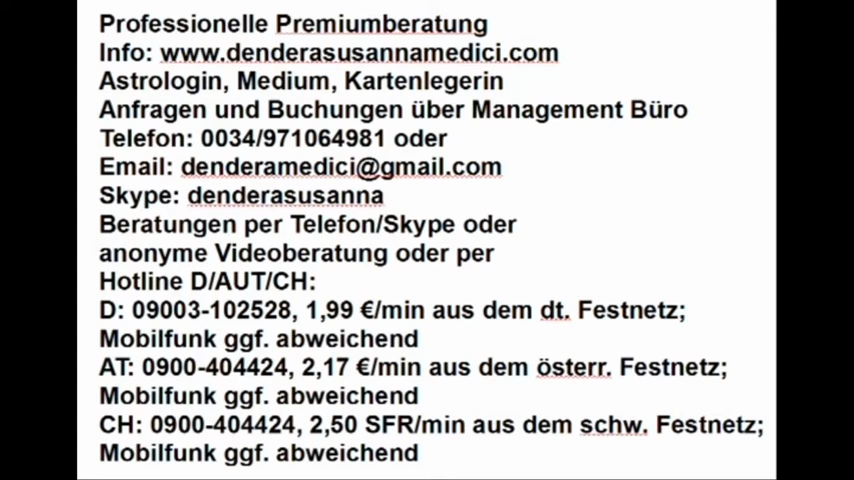 Professionelle Premiumberatung
Info: www.denderasusannamedici.com
Astrologin, Medium, Kartenlegerin
Anfragen und Buchungen über Management Büro
Telefon: 0034/971064981 oder
Email: denderamedici@gmail.com
Skype: denderasusanna
Beratungen per Telefon/Skype oder
anonyme Videoberatung oder per
Hotline D/AUT/CH:
D: 09003-102528, 1,99 €/min aus dem dt. Festnetz;
Mobilfunk ggf. abweichend
AT: 0900-404424, 2,17 €/min aus dem österr. Festnetz;
Mobilfunk ggf. abweichend
CH: 0900-404424, 2,50 SFR/min aus dem schw. Festnetz;
Mobilfunk ggf. abweichend